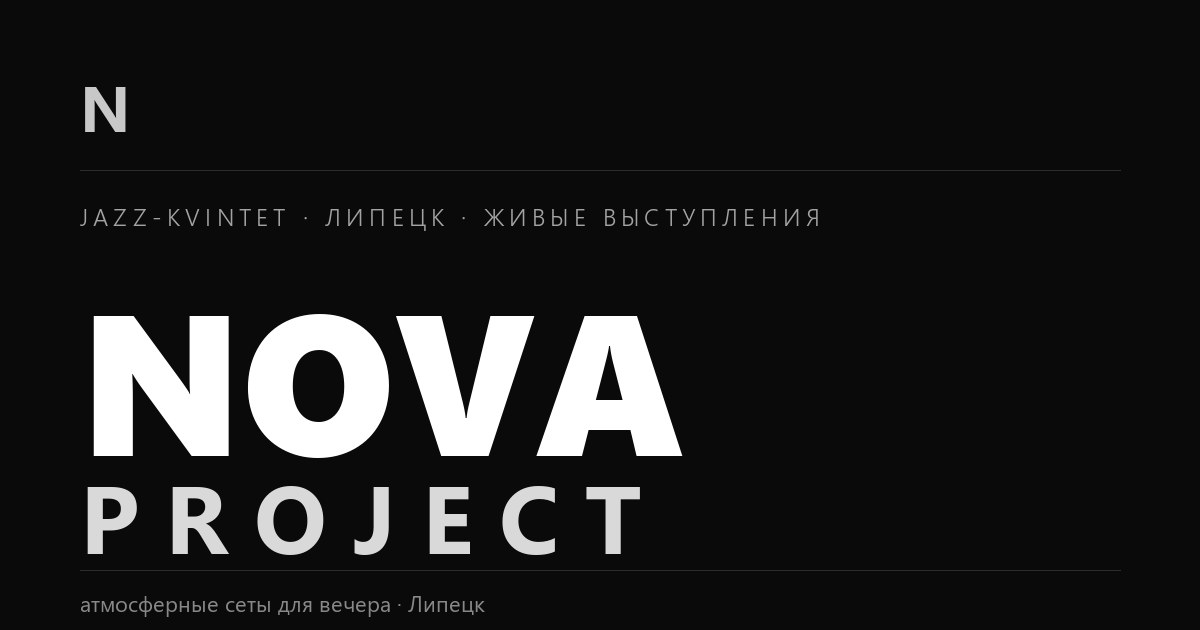 N
JAZZ-KVINTET · ЛИПЕЦК · ЖИВЫЕ ВЫСТУПЛЕНИЯ
NOVA
PROJECT
атмосферные сеты для вечера · Липецк